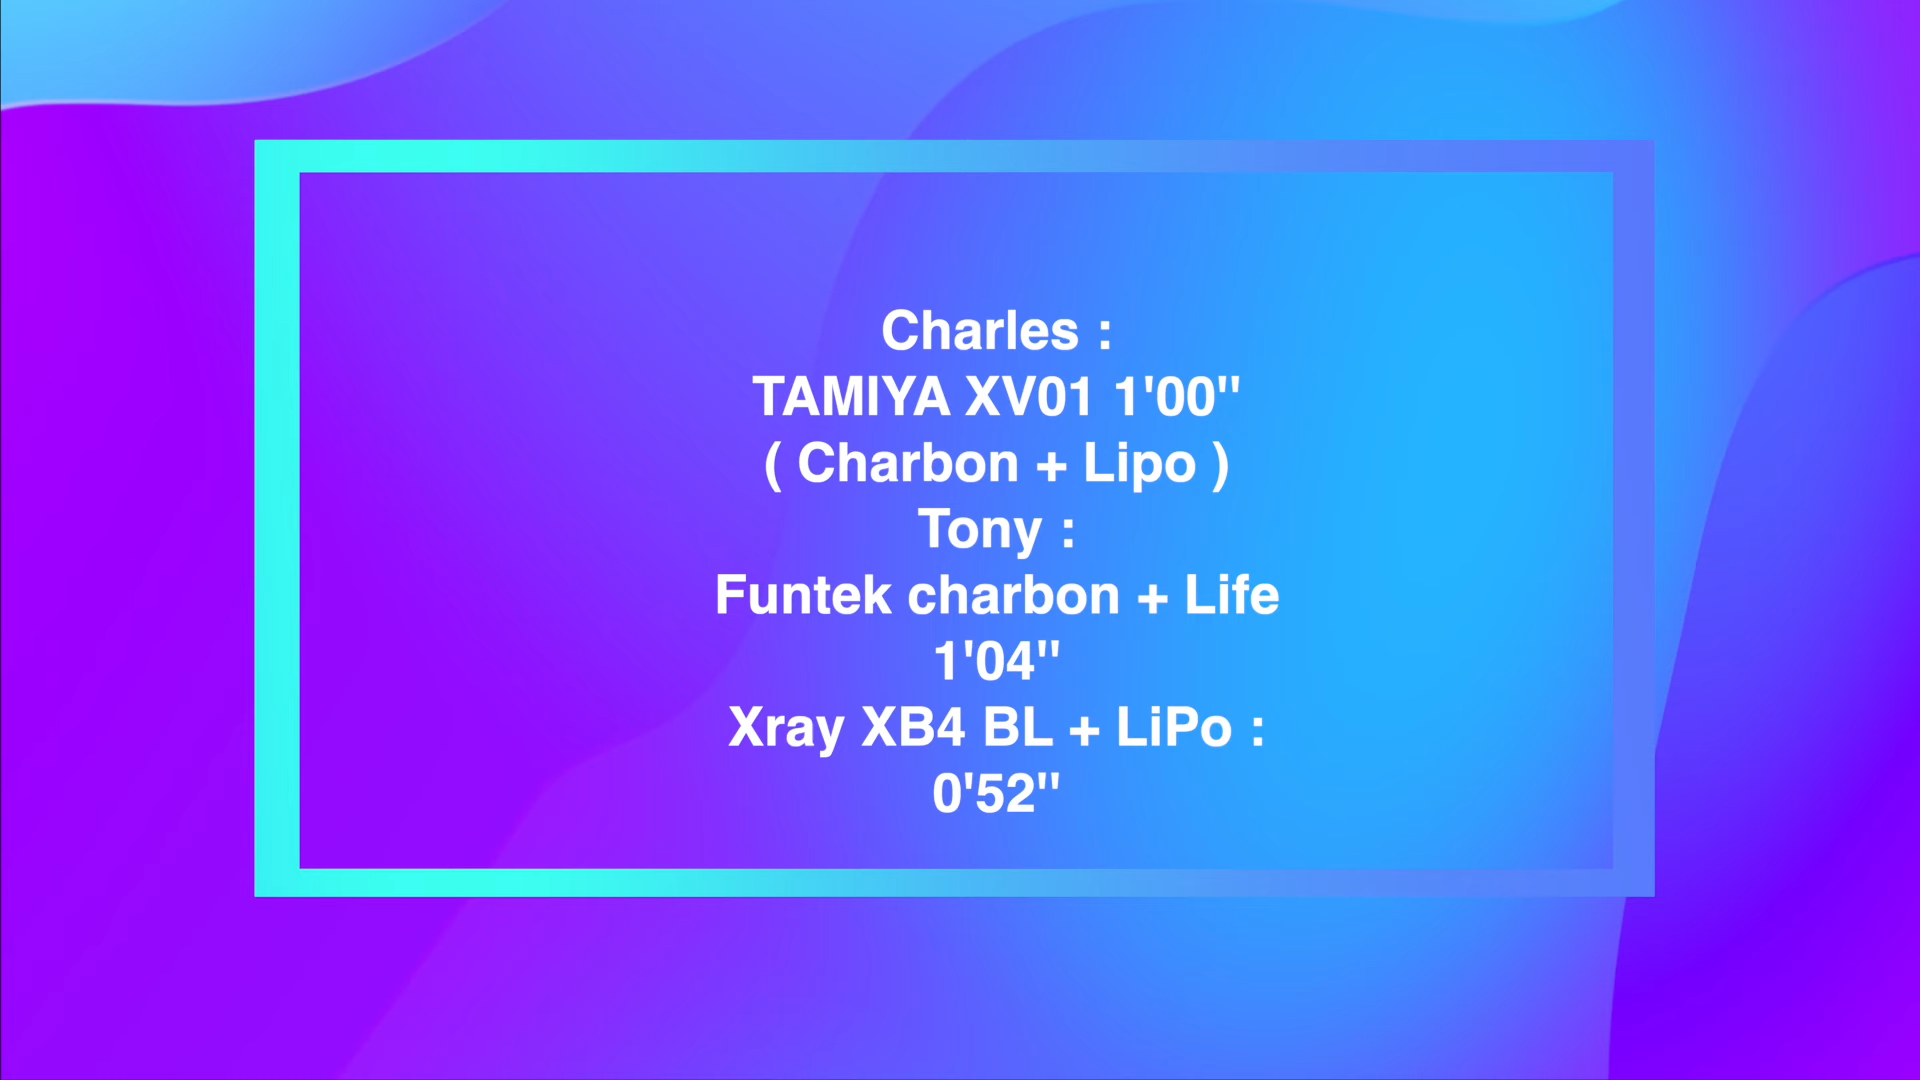 Charles :
TAMIYA XV01 1'00"
( Charbon + Lipo )
Tony :
Funtek charbon + Life
1'04"
Xray XB4 BL + LiPo :
0'52"